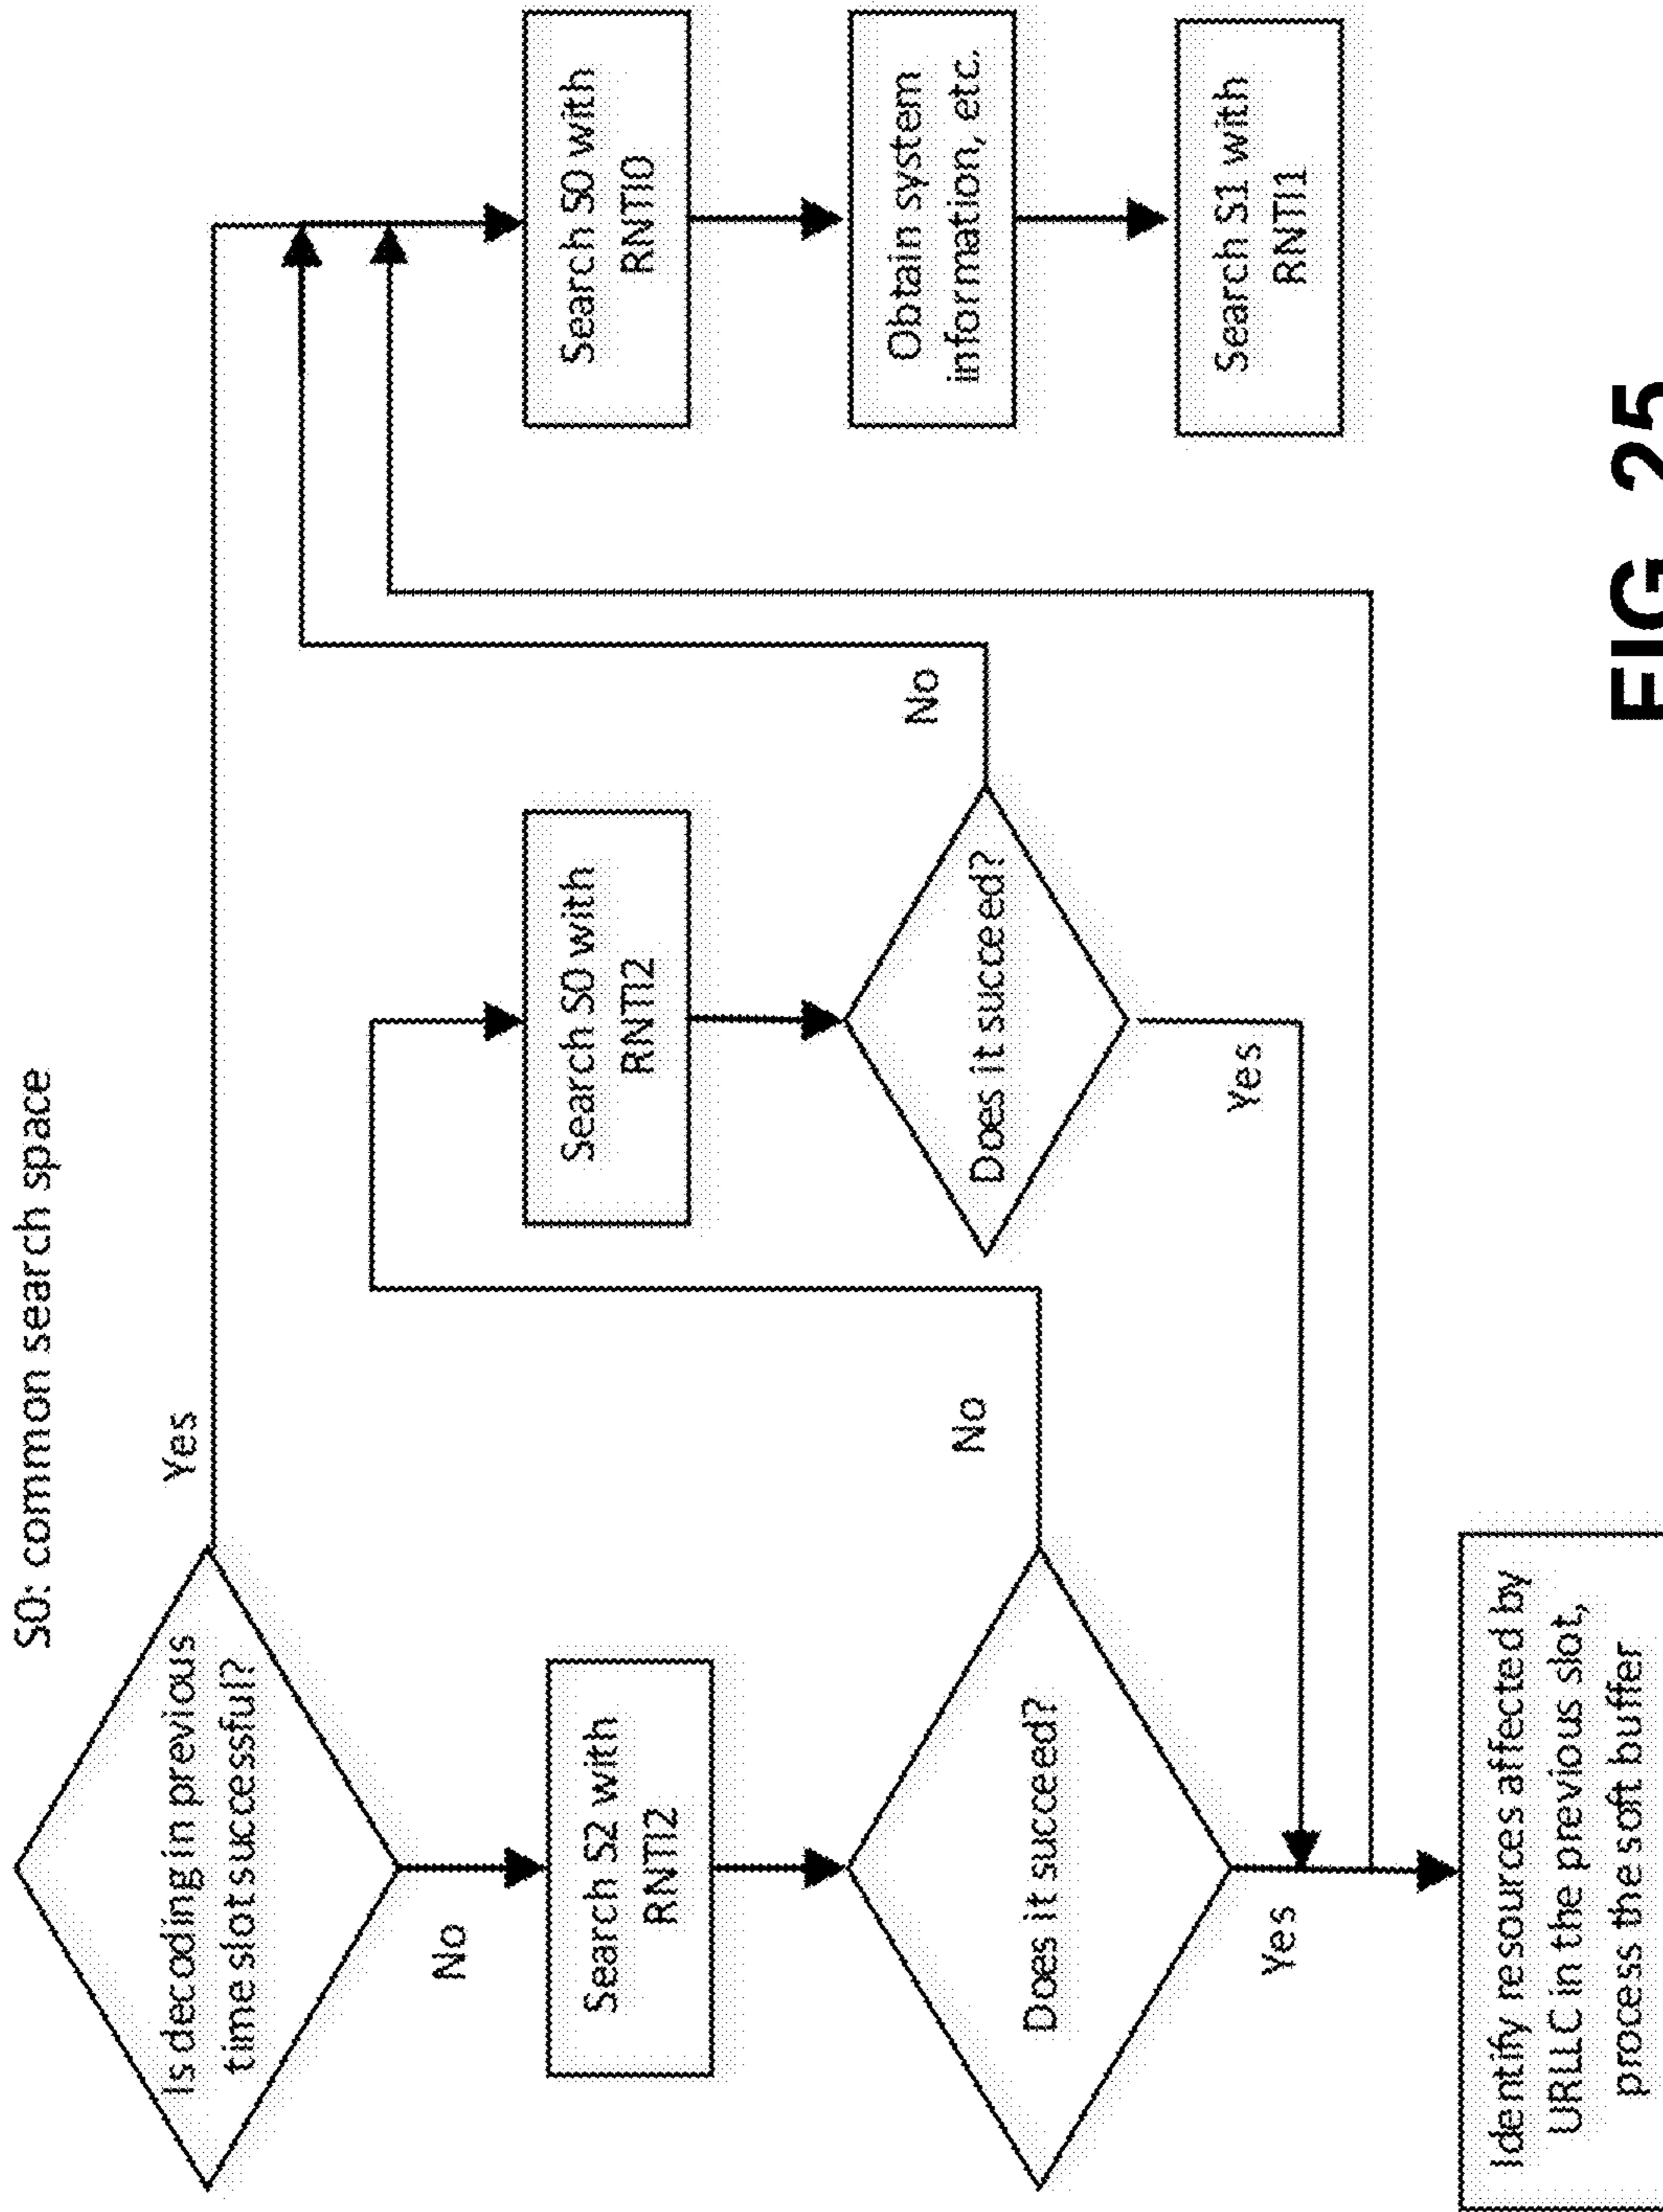 S0: common search space
Is decoding in previous
time slot successful?
Yes
No
Search S2 with
RNTI2
Does it succeed?
No
Yes
Identify resources affected by
URLLC in the previous slot,
process the soft buffer
Search S0 with
RNTI2
Does it succeed?
No
Yes
Search S0 with
RNTI0
Obtain system
information, etc.
Search S1 with
RNTI1
FIG. 25